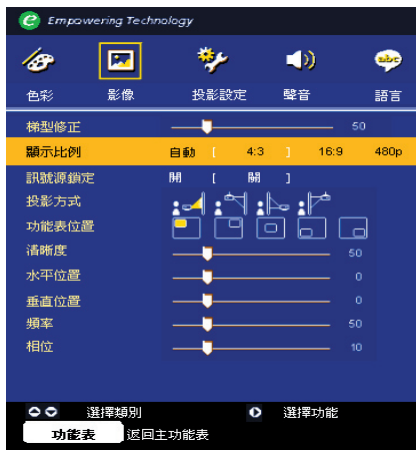 e Empowering Technology
abc
色彩 影像 投影設定 聲音 語言
梯型修正 50
顯示比例 自動 [ 4:3 ] 16:9 480p
訊號源鎖定 開 [ 開 ]
投影方式
功能表位置
清晰度 50
水平位置 0
垂直位置 0
頻率 50
相位 10
選擇類別 選擇功能
功能表 返回主功能表